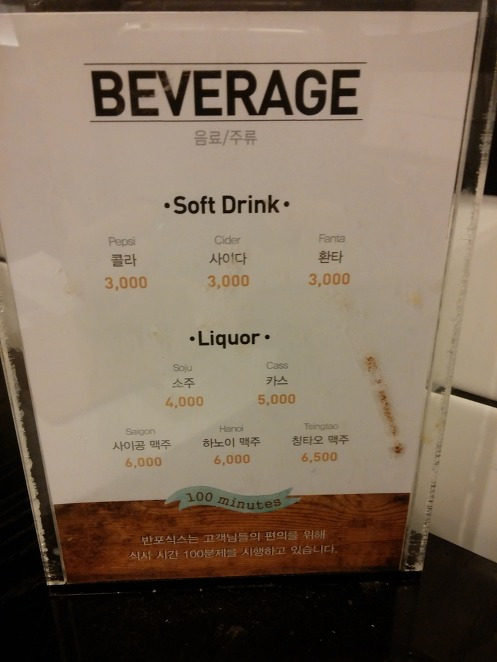 BEVERAGE
음료/주류
•Soft Drink•
Pepsi Cider Fanta
콜라 사이다 환타
3,000 3,000 3,000
•Liquor•
Soju Cass
소주 카스
4,000 5,000
Saigon Hanoi Tsingtao
사이공 맥주 하노이 맥주 칭타오 맥주
6,000 6,000 6,500
100 minutes
반포식스는 고객님들의 편의를 위해
식사 시간 100분제를 시행하고 있습니다.